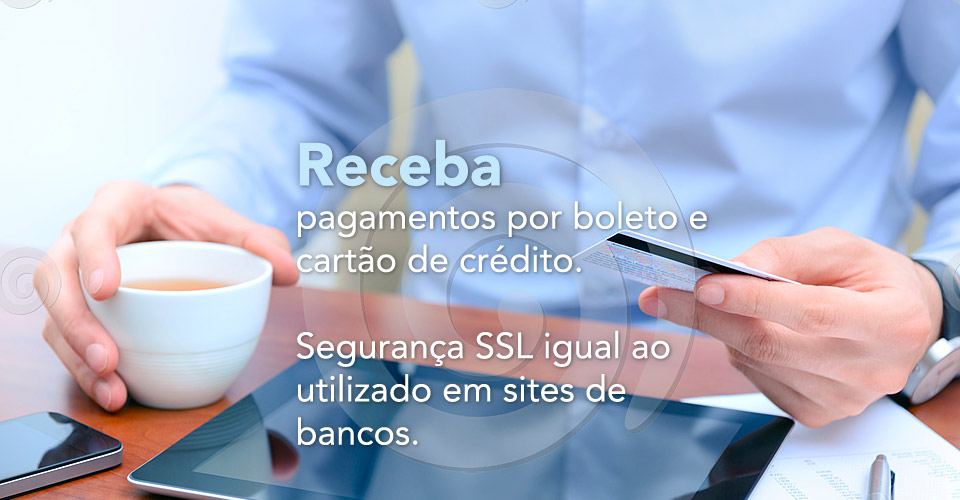 Receba
pagamentos por boleto e
cartão de crédito.
Segurança SSL igual ao
utilizado em sites de
bancos.